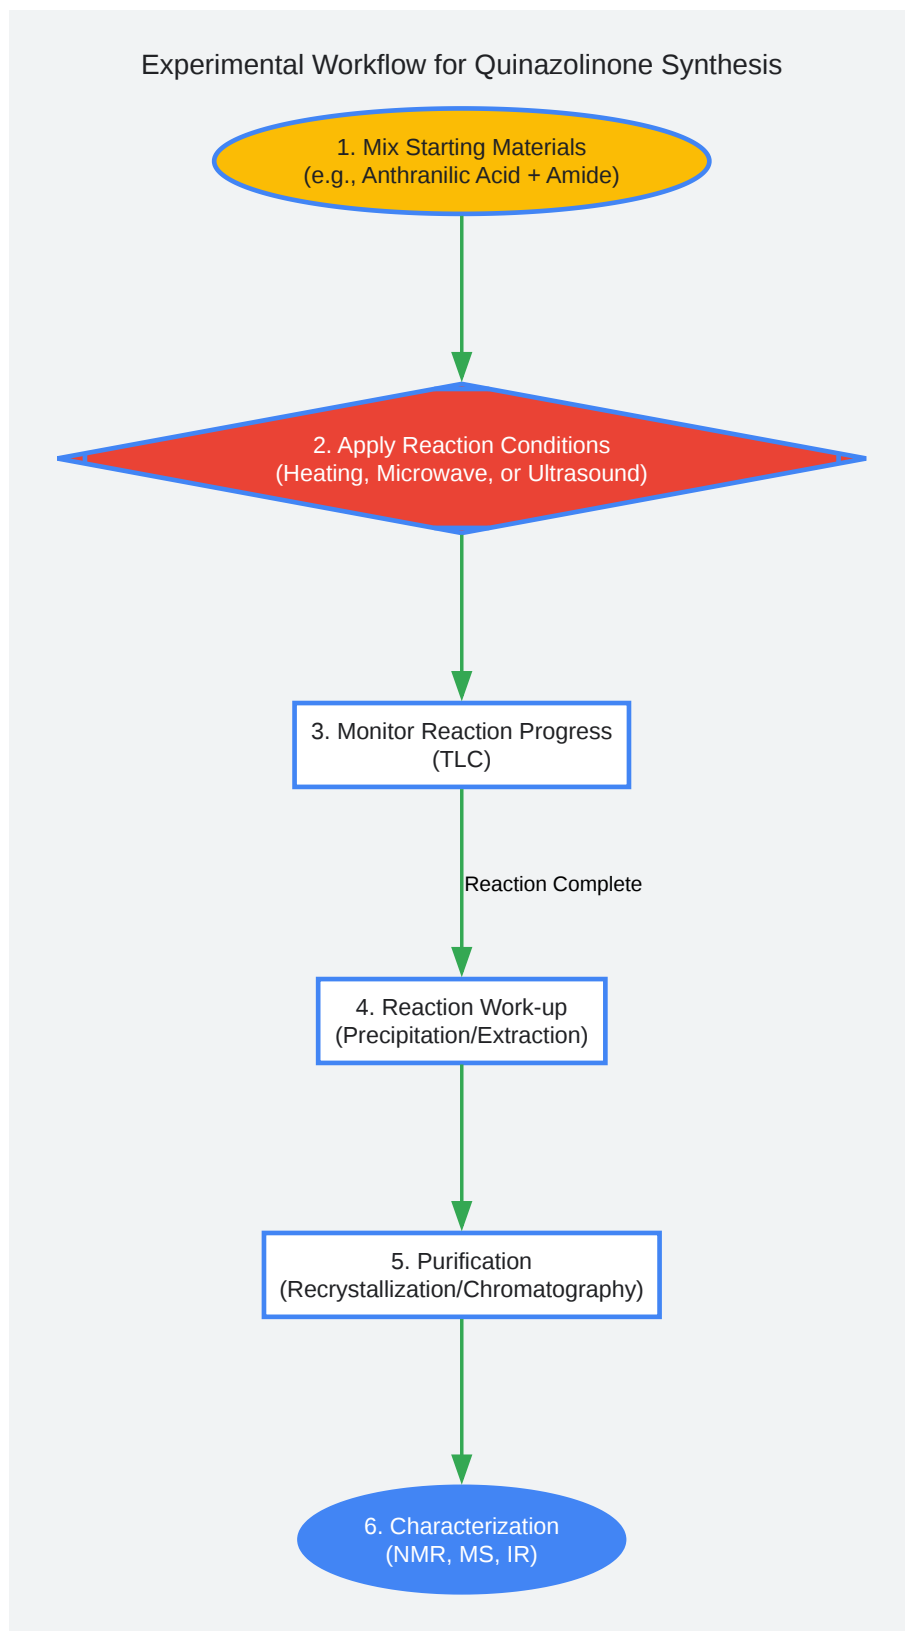 Experimental Workflow for Quinazolinone Synthesis
1. Mix Starting Materials
(e.g., Anthranilic Acid + Amide)
2. Apply Reaction Conditions
(Heating, Microwave, or Ultrasound)
3. Monitor Reaction Progress
(TLC)
Reaction Complete
4. Reaction Work-up
(Precipitation/Extraction)
5. Purification
(Recrystallization/Chromatography)
6. Characterization
(NMR, MS, IR)